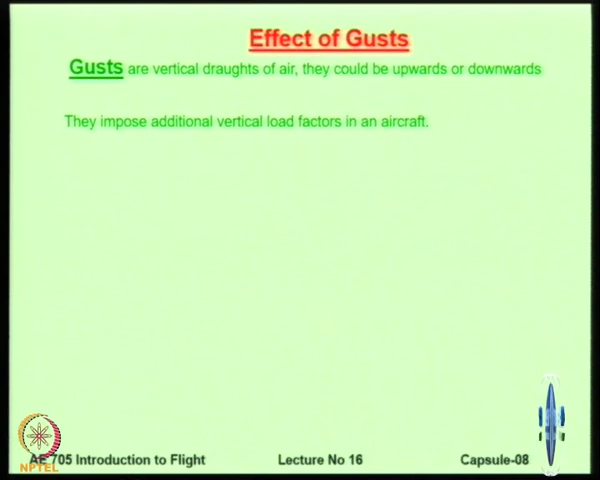 Effect of Gusts
Gusts are vertical draughts of air, they could be upwards or downwards
They impose additional vertical load factors in an aircraft.
AE 705 Introduction to Flight Lecture No 16 Capsule-08
NPTEL